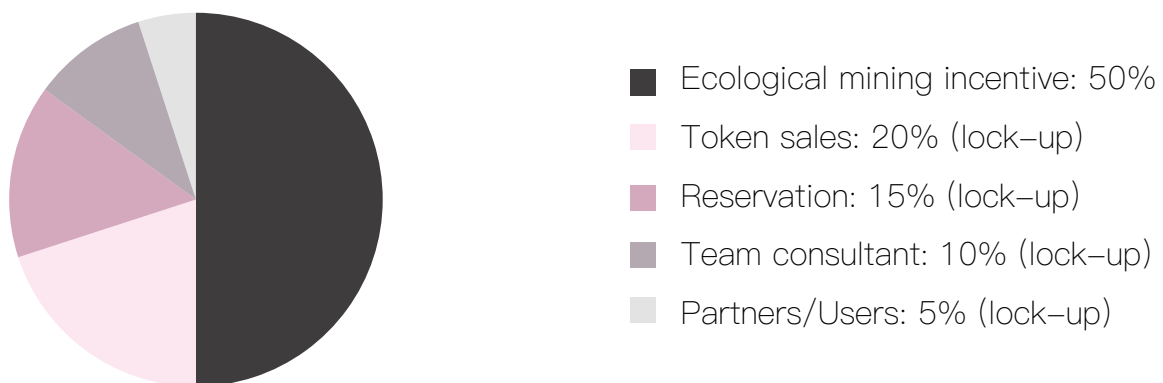 Ecological mining incentive: 50%
Token sales: 20% (lock-up)
Reservation: 15% (lock-up)
Team consultant: 10% (lock-up)
Partners/Users: 5% (lock-up)